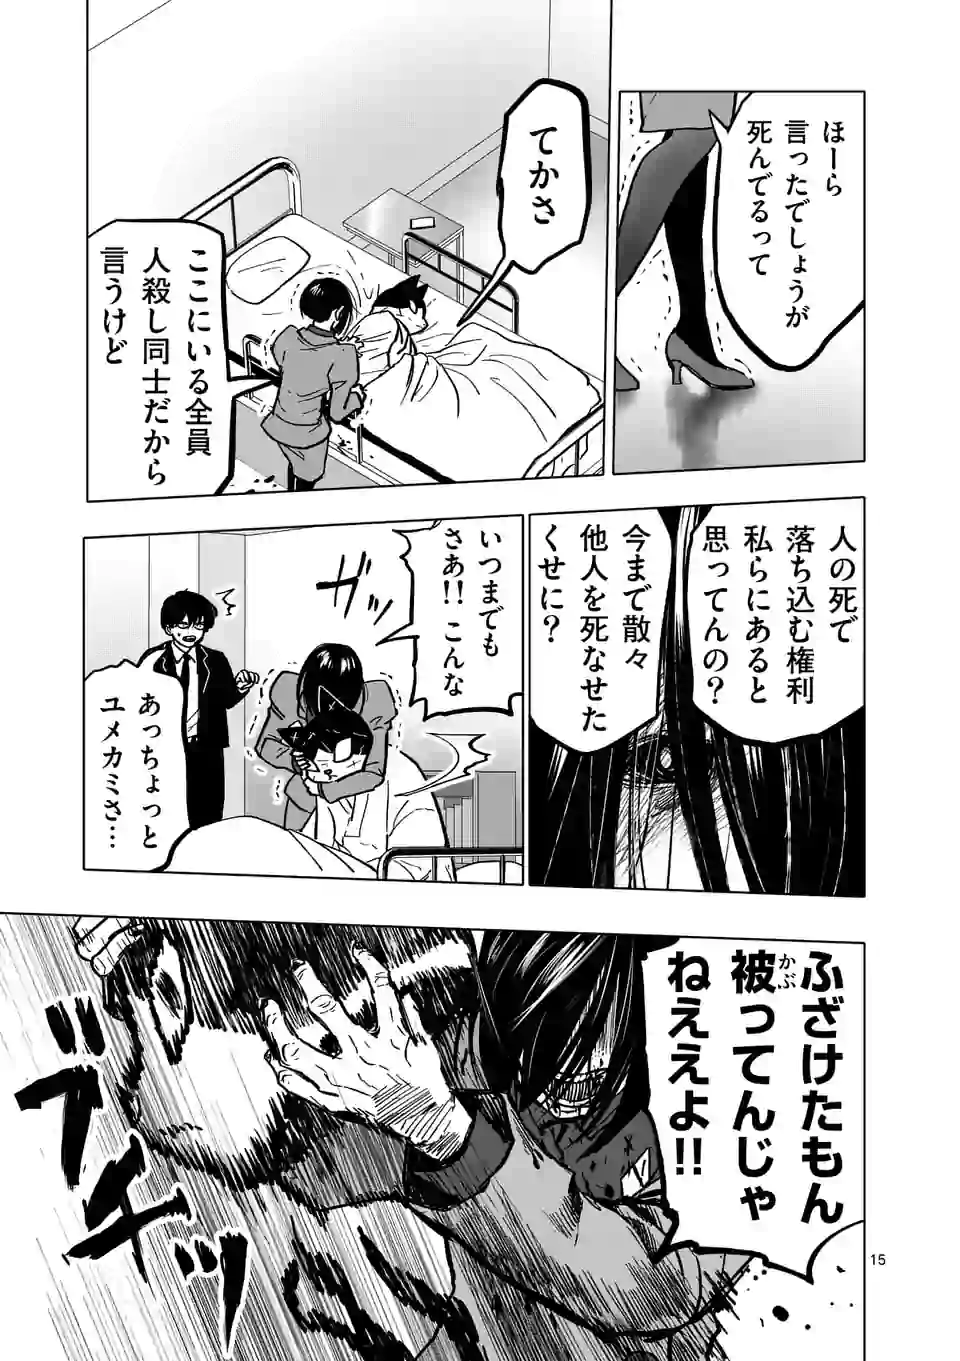 ほーら
言ったでしょうが
死んでるって
てかさ
ここにいる全員
人殺し同士だから
言うけど
人の死で
落ち込む権利
私らにあると
思ってんの?
今まで散々
他人を死なせた
くせに?
いつまでも
さあ!!こんな
ガッ
あっちょっと
ユメカミさ…
ふざけたもん
被ってんじゃ
かぶ
ねええよ!!
15